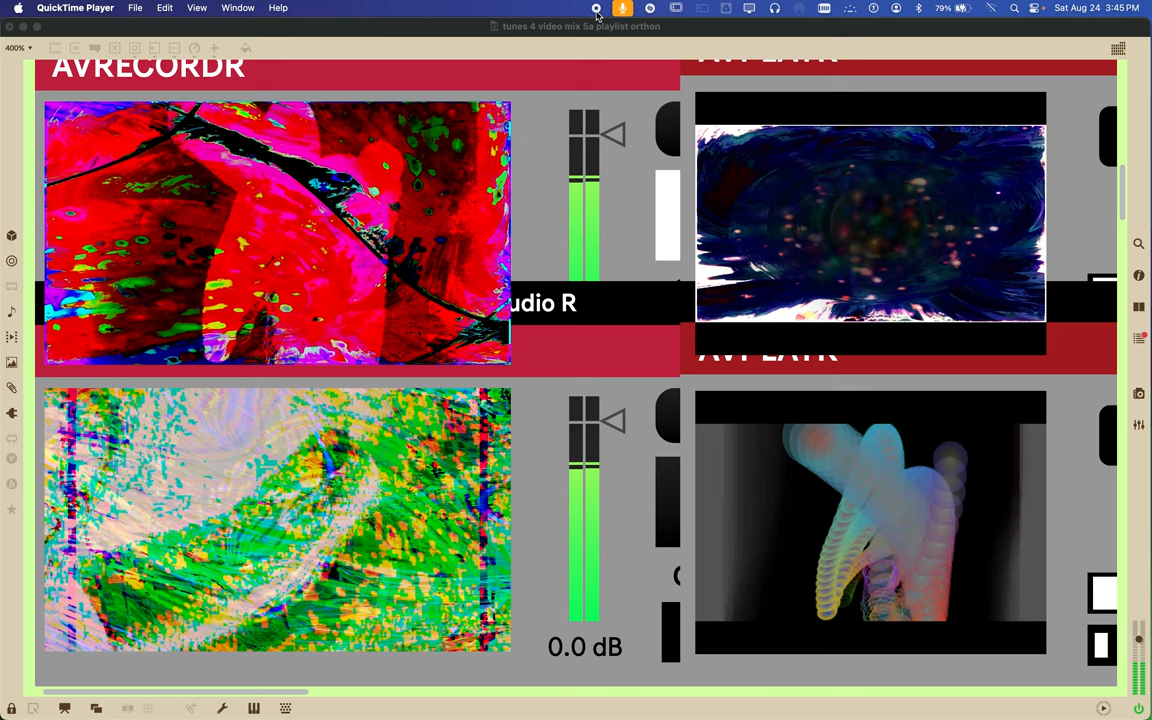 QuickTime Player File Edit View Window Help 79% Sat Aug 24 3:45 PM
tunes 4 video mix 5a playlist orthon
400%
AVRECORDR
udio R
0.0 dB